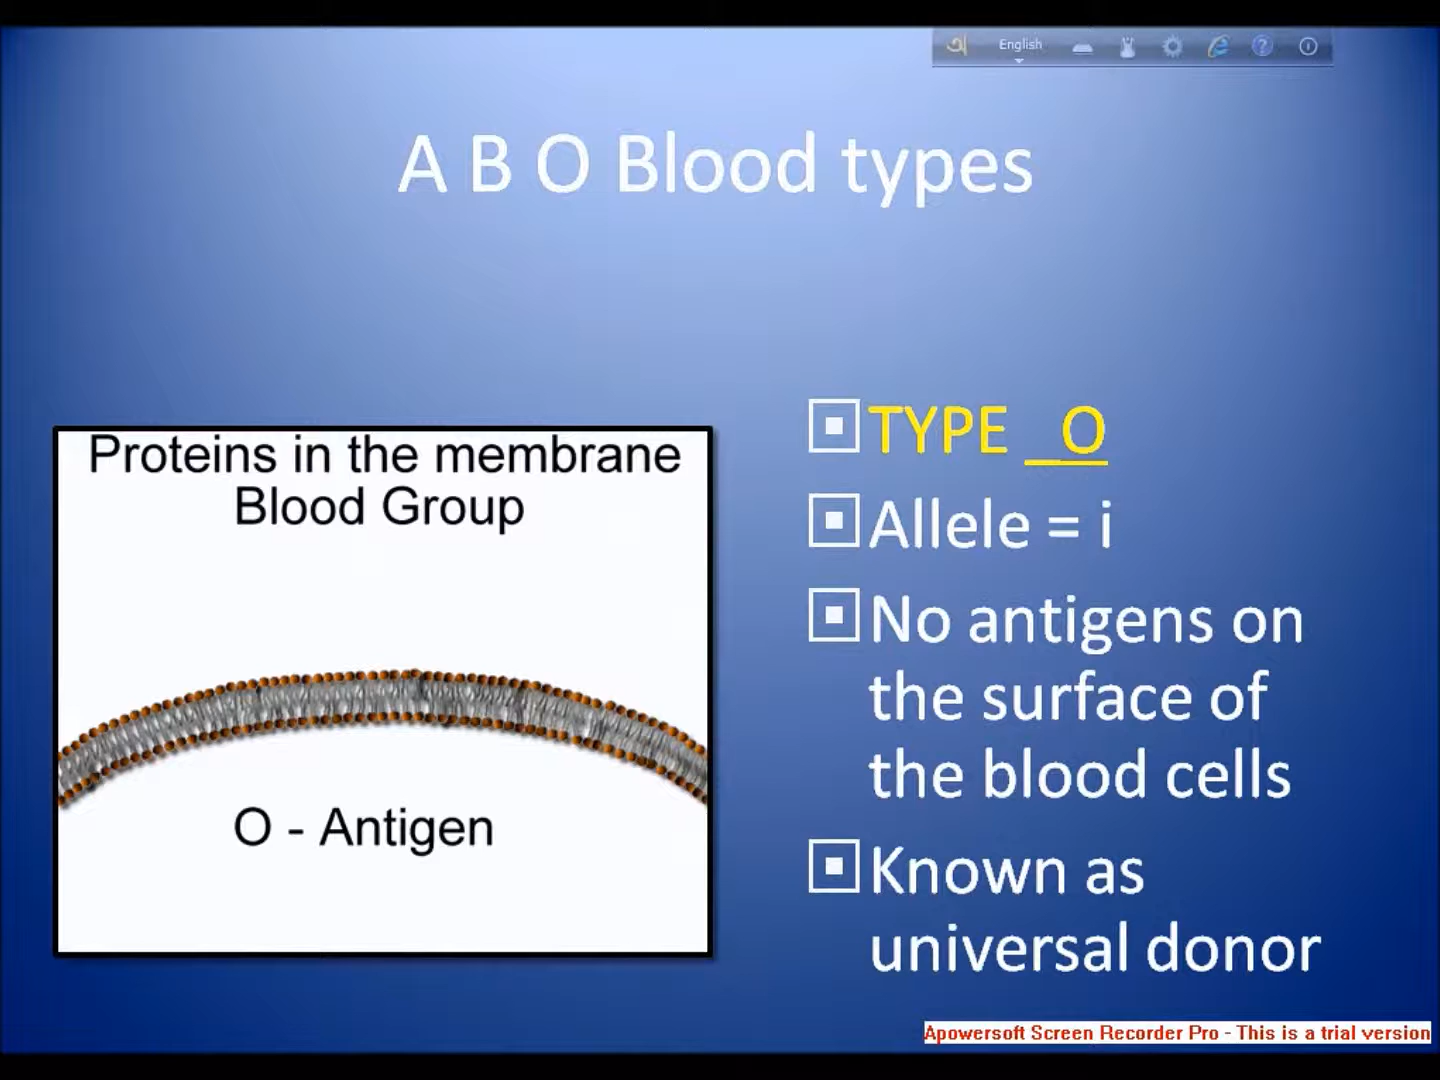 English
A B O Blood types
Proteins in the membrane
Blood Group
O - Antigen
TYPE _O
Allele = i
No antigens on
the surface of
the blood cells
Known as
universal donor
Apowersoft Screen Recorder Pro - This is a trial version